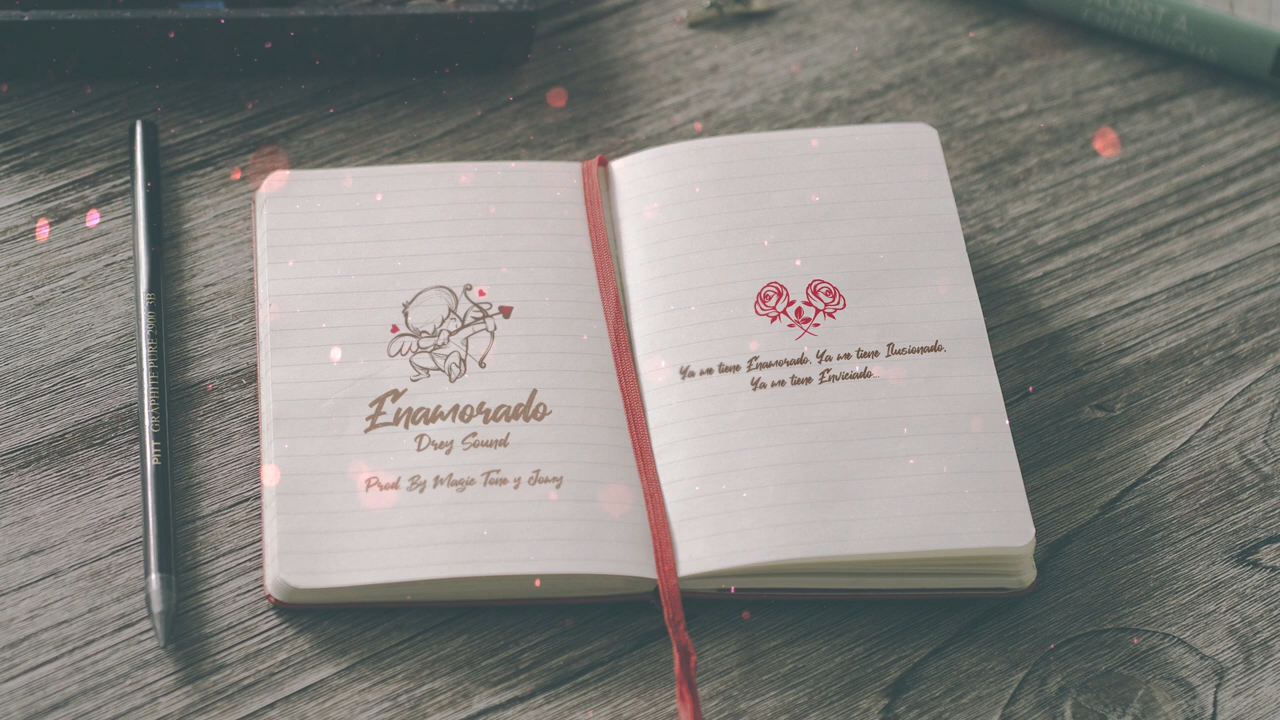 Enamorado
Drey Sound
Prod. By Magic Tone y Jowny
Ya me tiene Enamorado. Ya me tiene Ilusionado.
Ya me tiene Enviciado...
PITT GRAPHITE PURE 2900 3B